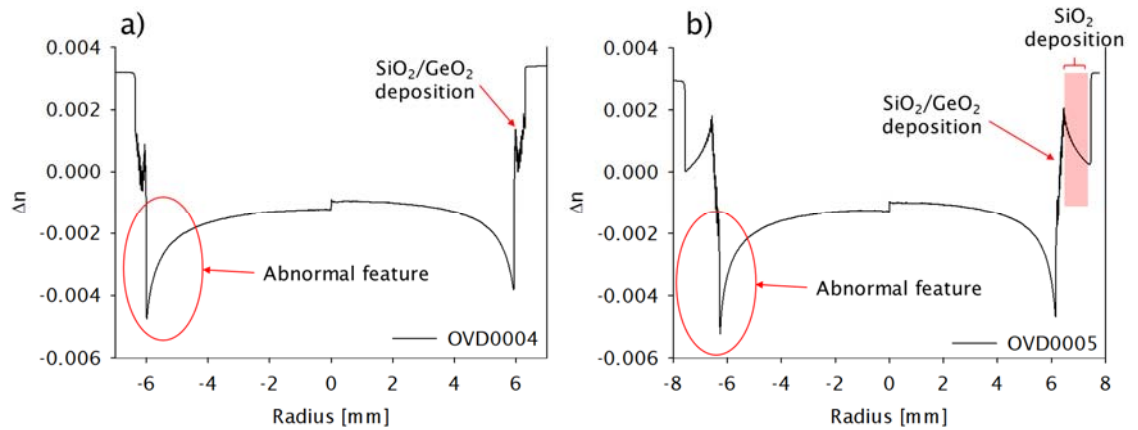 a)
0.004
0.002
0.000
-0.002
-0.004
-0.006
Δn
SiO₂/GeO₂
deposition
Abnormal feature
OVD0004
-6 -4 -2 0 2 4 6
Radius [mm]
b)
SiO₂
deposition
0.004
0.002
0.000
-0.002
-0.004
-0.006
Δn
SiO₂/GeO₂
deposition
Abnormal feature
OVD0005
-8 -6 -4 -2 0 2 4 6 8
Radius [mm]